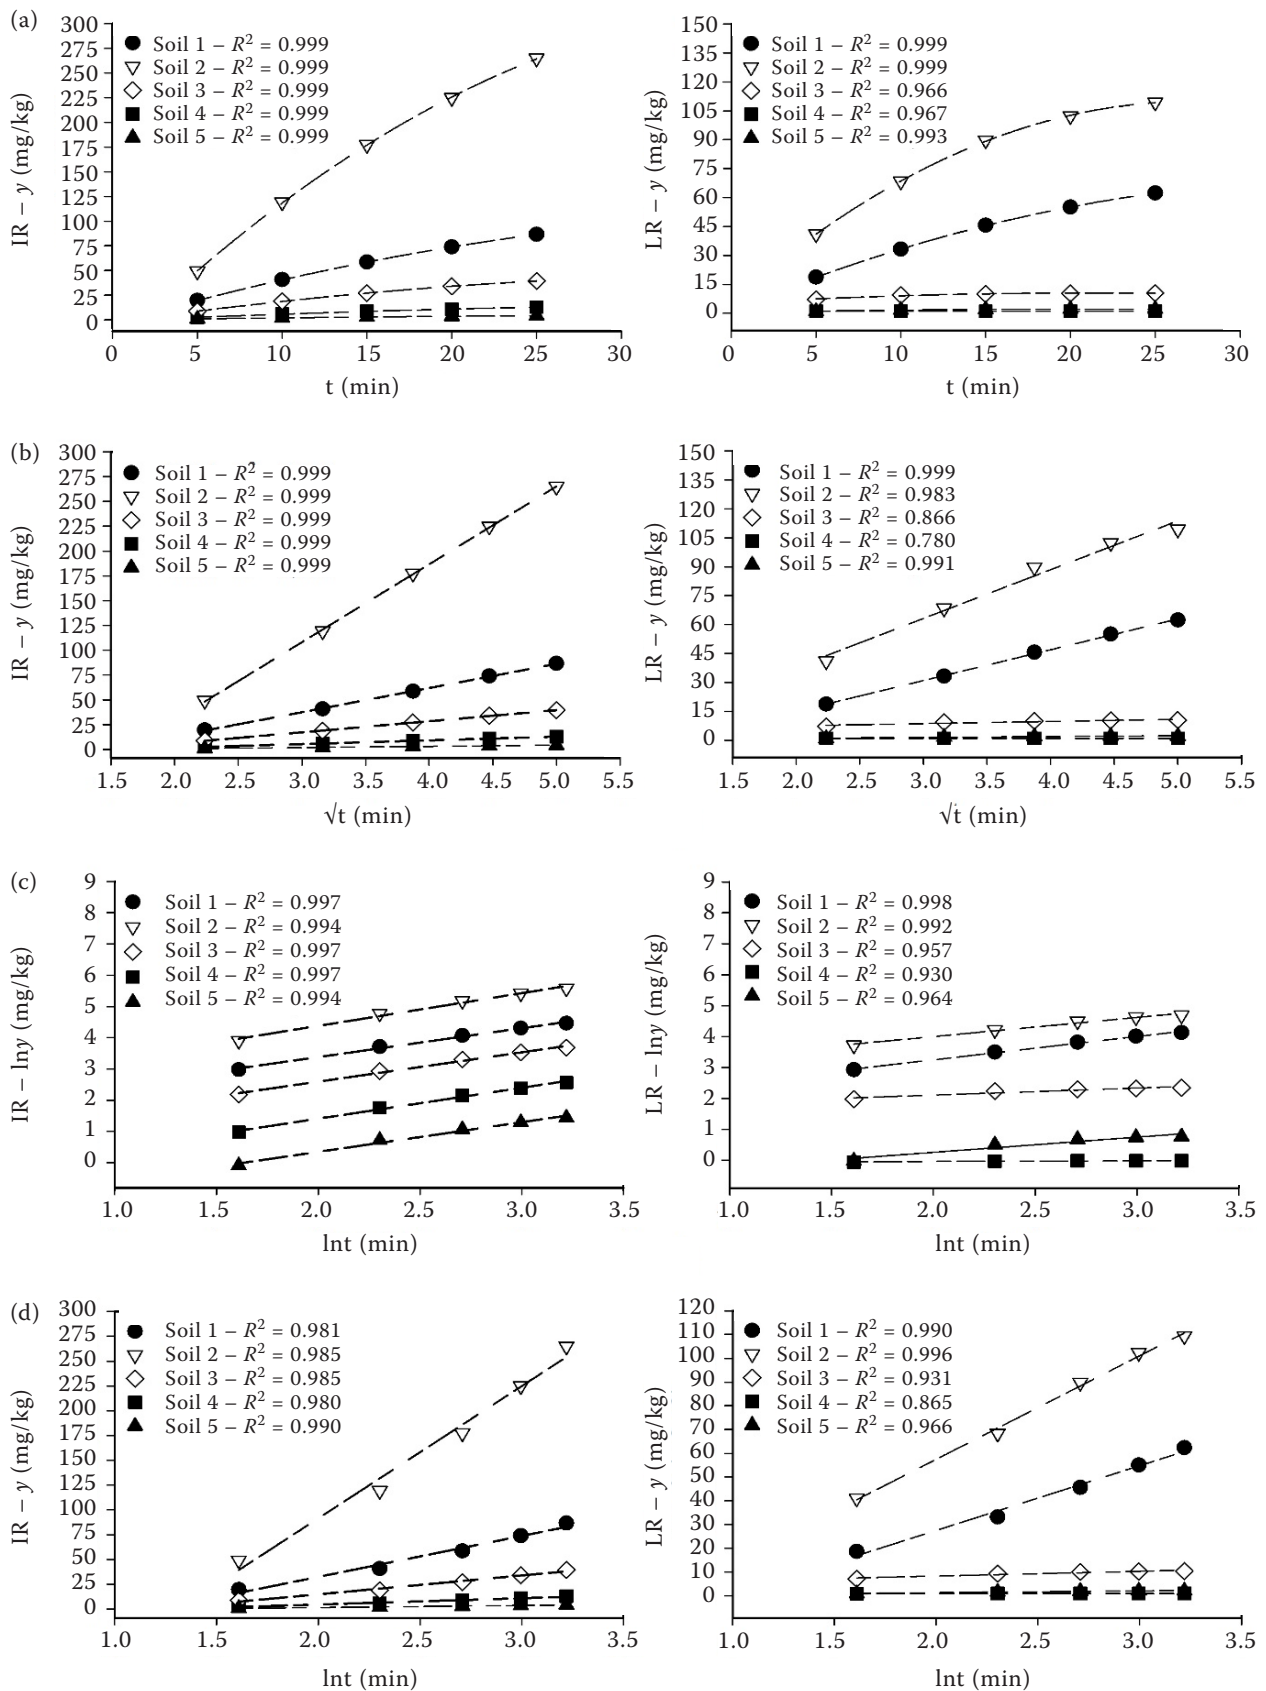 (a)
IR – y (mg/kg)
300
275
250
225
200
175
150
125
100
75
50
25
0
Soil 1 – R² = 0.999
Soil 2 – R² = 0.999
Soil 3 – R² = 0.999
Soil 4 – R² = 0.999
Soil 5 – R² = 0.999
0 5 10 15 20 25 30
t (min)
LR – y (mg/kg)
150
135
120
105
90
75
60
45
30
15
0
Soil 1 – R² = 0.999
Soil 2 – R² = 0.999
Soil 3 – R² = 0.966
Soil 4 – R² = 0.967
Soil 5 – R² = 0.993
0 5 10 15 20 25 30
t (min)
(b)
IR – y (mg/kg)
300
275
250
225
200
175
150
125
100
75
50
25
0
Soil 1 – R² = 0.999
Soil 2 – R² = 0.999
Soil 3 – R² = 0.999
Soil 4 – R² = 0.999
Soil 5 – R² = 0.999
1.5 2.0 2.5 3.0 3.5 4.0 4.5 5.0 5.5
√t (min)
LR – y (mg/kg)
150
135
120
105
90
75
60
45
30
15
0
Soil 1 – R² = 0.999
Soil 2 – R² = 0.983
Soil 3 – R² = 0.866
Soil 4 – R² = 0.780
Soil 5 – R² = 0.991
1.5 2.0 2.5 3.0 3.5 4.0 4.5 5.0 5.5
√t (min)
(c)
IR – lny (mg/kg)
9
8
7
6
5
4
3
2
1
0
Soil 1 – R² = 0.997
Soil 2 – R² = 0.994
Soil 3 – R² = 0.997
Soil 4 – R² = 0.997
Soil 5 – R² = 0.994
1.0 1.5 2.0 2.5 3.0 3.5
lnt (min)
LR – lny (mg/kg)
9
8
7
6
5
4
3
2
1
0
Soil 1 – R² = 0.998
Soil 2 – R² = 0.992
Soil 3 – R² = 0.957
Soil 4 – R² = 0.930
Soil 5 – R² = 0.964
1.0 1.5 2.0 2.5 3.0 3.5
lnt (min)
(d)
IR – y (mg/kg)
300
275
250
225
200
175
150
125
100
75
50
25
0
Soil 1 – R² = 0.981
Soil 2 – R² = 0.985
Soil 3 – R² = 0.985
Soil 4 – R² = 0.980
Soil 5 – R² = 0.990
1.0 1.5 2.0 2.5 3.0 3.5
lnt (min)
LR – y (mg/kg)
120
110
100
90
80
70
60
50
40
30
20
10
0
Soil 1 – R² = 0.990
Soil 2 – R² = 0.996
Soil 3 – R² = 0.931
Soil 4 – R² = 0.865
Soil 5 – R² = 0.966
1.0 1.5 2.0 2.5 3.0 3.5
lnt (min)